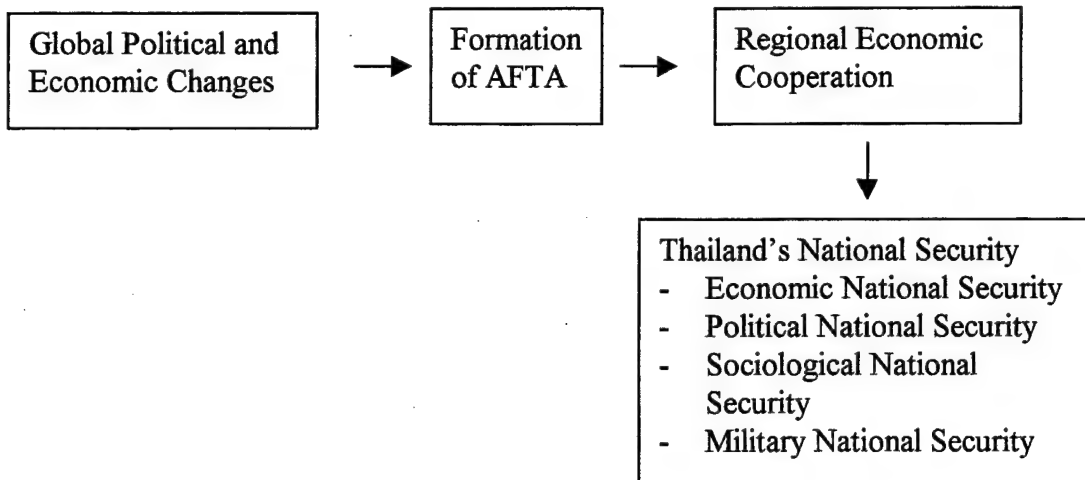 Global Political and
Economic Changes
Formation
of AFTA
Regional Economic
Cooperation
Thailand's National Security
- Economic National Security
- Political National Security
- Sociological National
Security
- Military National Security